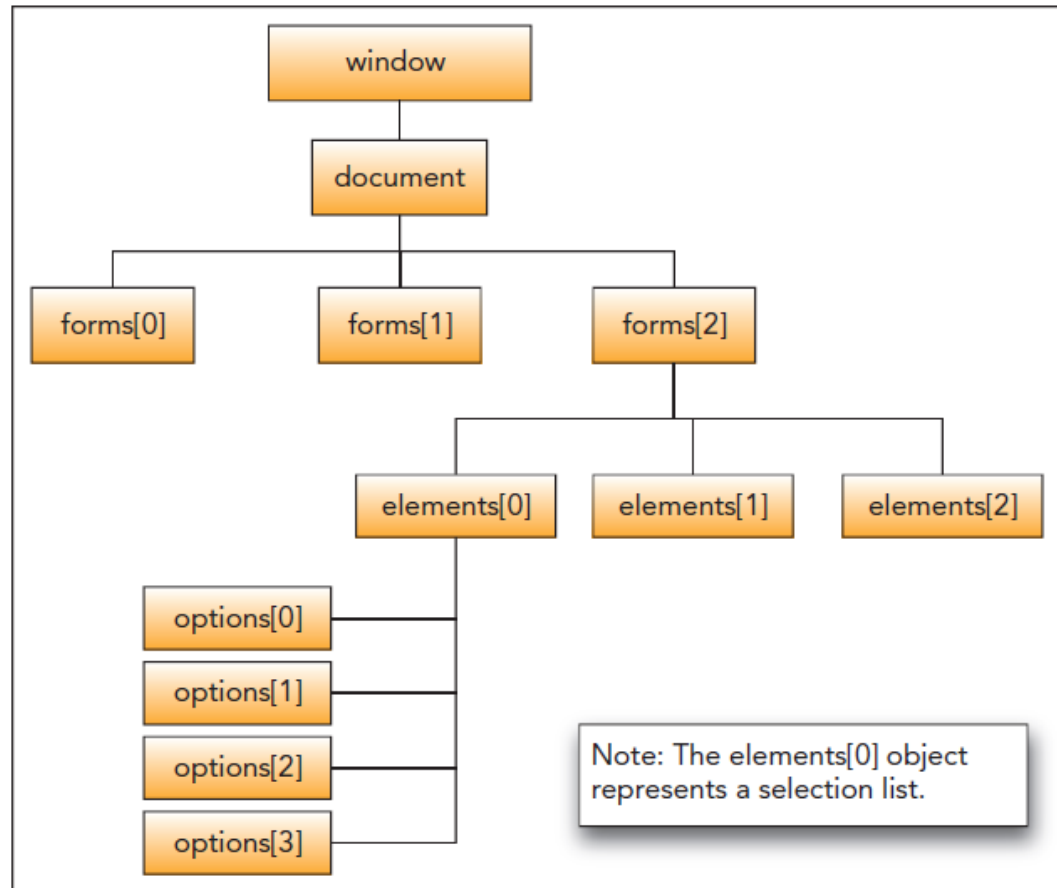 window
document
forms[0]
forms[1]
forms[2]
elements[0]
elements[1]
elements[2]
options[0]
options[1]
options[2]
options[3]
Note: The elements[0] object
represents a selection list.